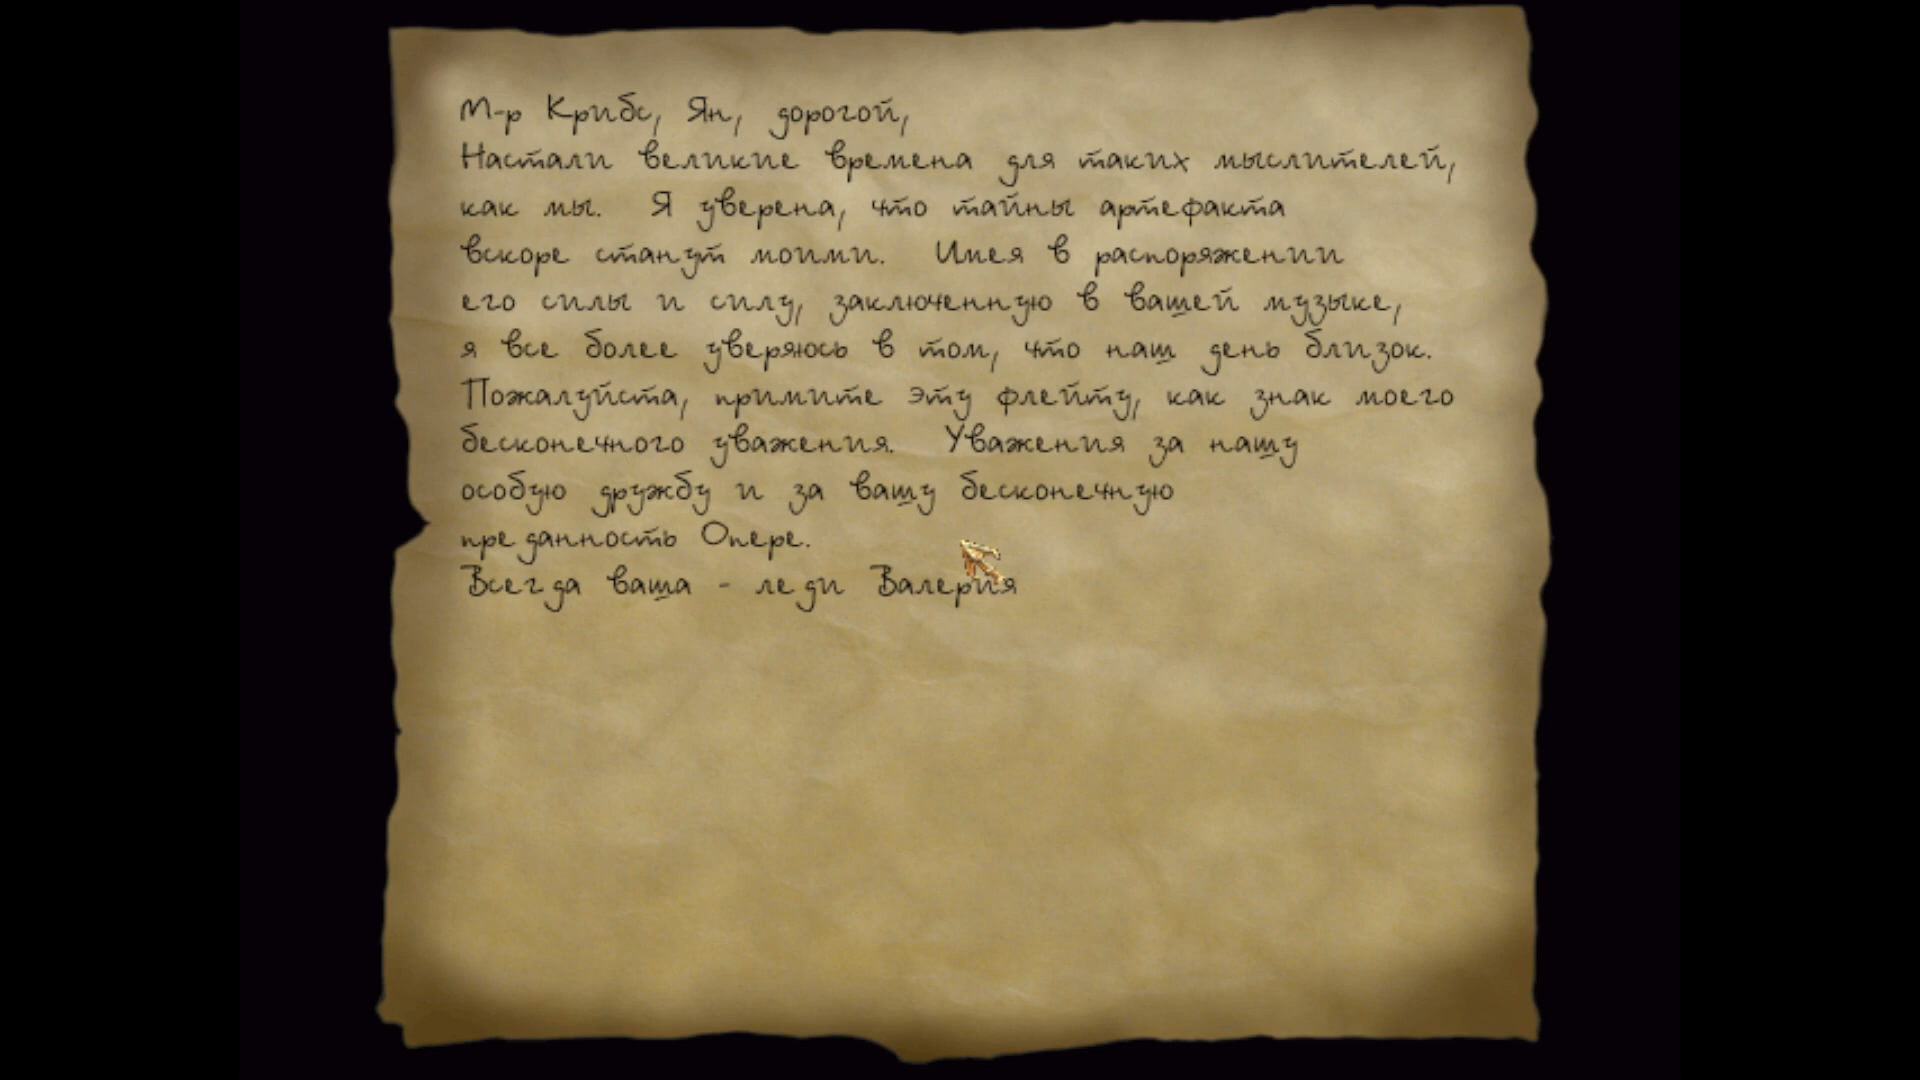 М-р Крибс, Ян, дорогой,
Настали великие времена для таких мыслителей,
как мы. Я уверена, что тайны артефакта
вскоре станут моими. Имея в распоряжении
его силы и силу, заключенную в вашей музыке,
я все более уверяюсь в том, что наш день близок.
Пожалуйста, примите эту флейту, как знак моего
бесконечного уважения. Уважения за нашу
особую дружбу и за вашу бесконечную
преданность Опере.
Всегда ваша - леди Валерия